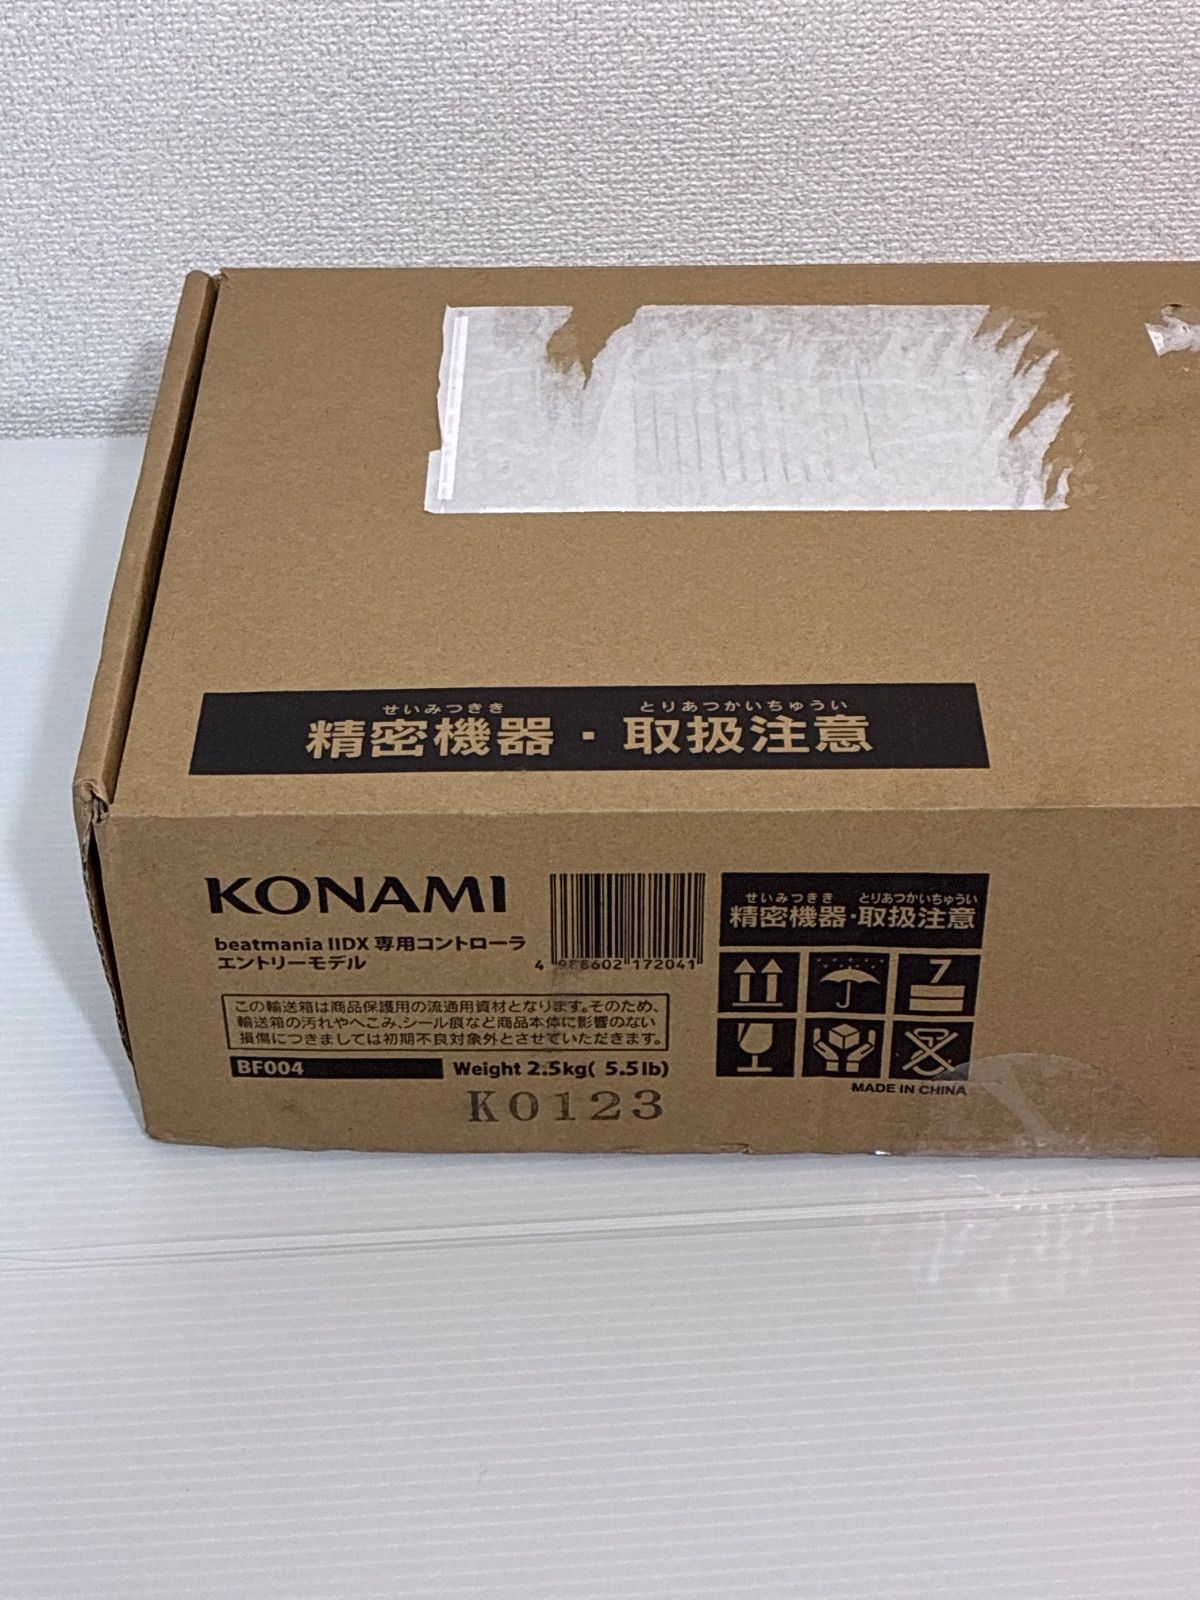 せいみつきき とりあつかいちゅうい
精密機器・取扱注意
KONAMI
beatmania IIDX 専用コントローラ
エントリーモデル
4 988602 172041
せいみつきき とりあつかいちゅうい
精密機器・取扱注意
7
この輸送箱は商品保護用の流通用資材となります。そのため、
輸送箱の汚れやへこみ、シール痕など商品本体に影響のない
損傷につきましては初期不良対象外とさせていただきます。
BF004 Weight 2.5kg( 5.5lb)
MADE IN CHINA
K0123